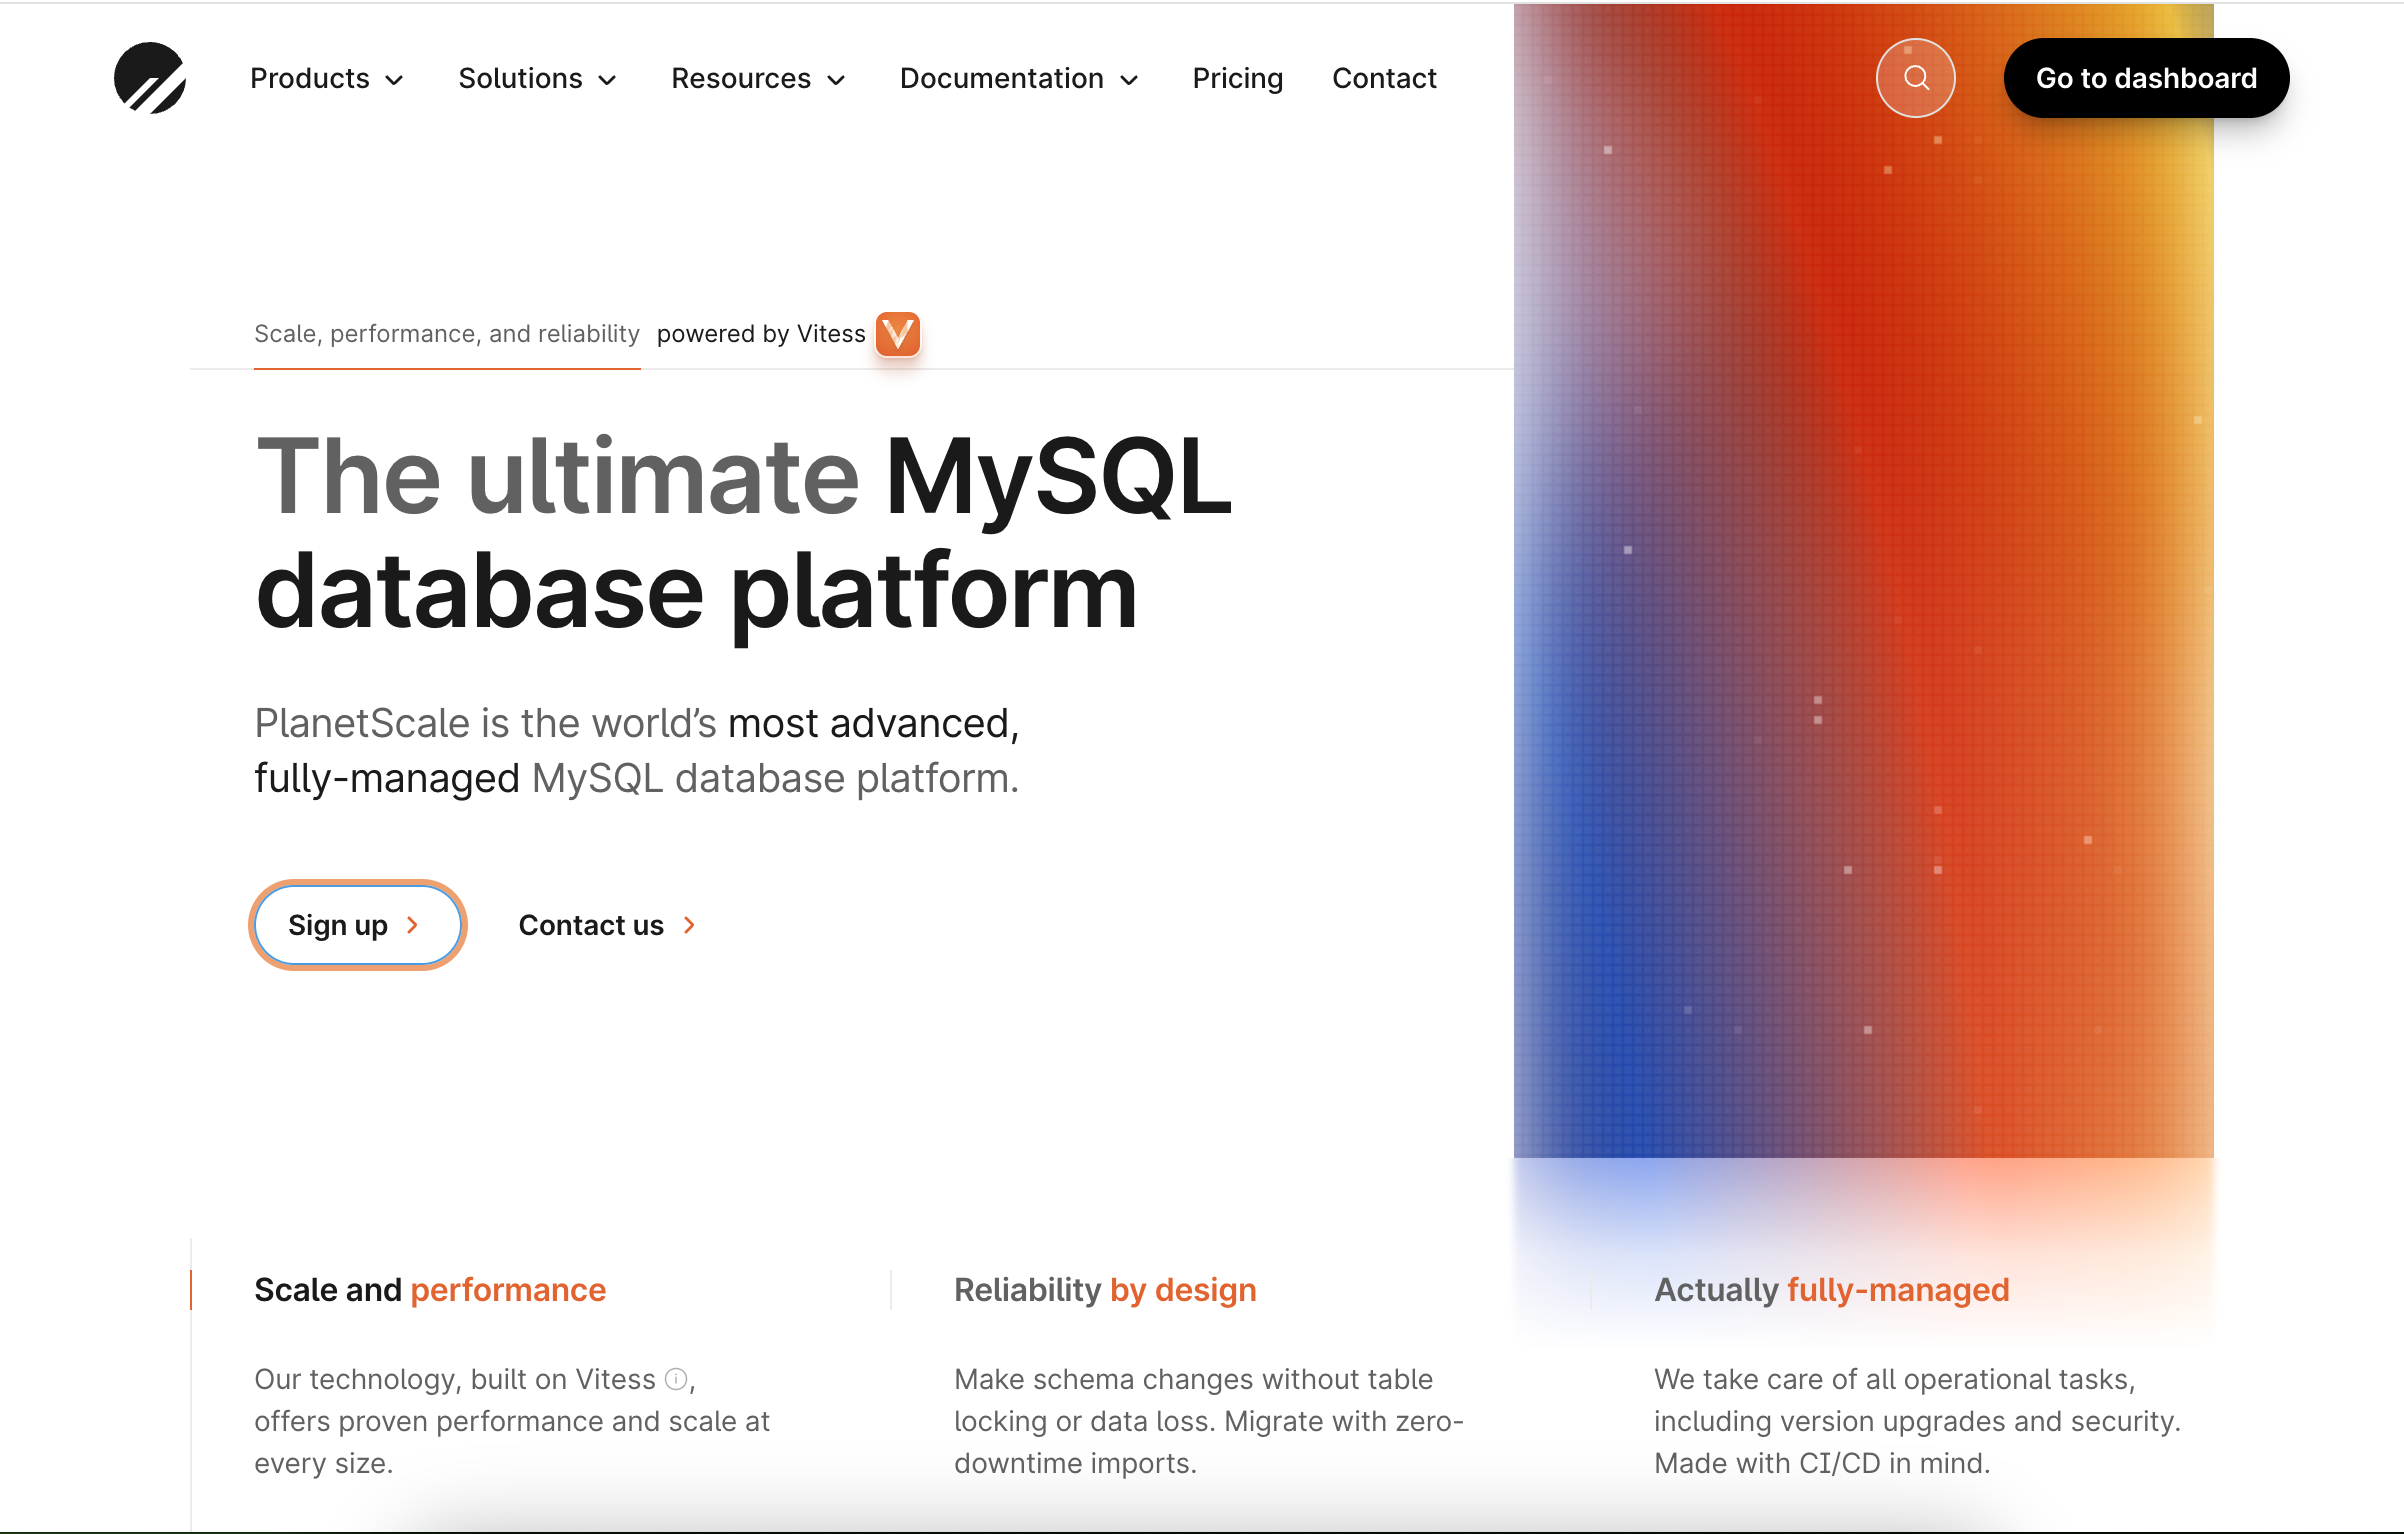 Products
Solutions
Resources
Documentation
Pricing
Contact
Go to dashboard
Scale, performance, and reliability powered by Vitess
The ultimate MySQL
database platform
PlanetScale is the world’s most advanced,
fully-managed MySQL database platform.
Sign up
Contact us
Scale and performance
Our technology, built on Vitess ,
offers proven performance and scale at
every size.
Reliability by design
Make schema changes without table
locking or data loss. Migrate with zero-
downtime imports.
Actually fully-managed
We take care of all operational tasks,
including version upgrades and security.
Made with CI/CD in mind.